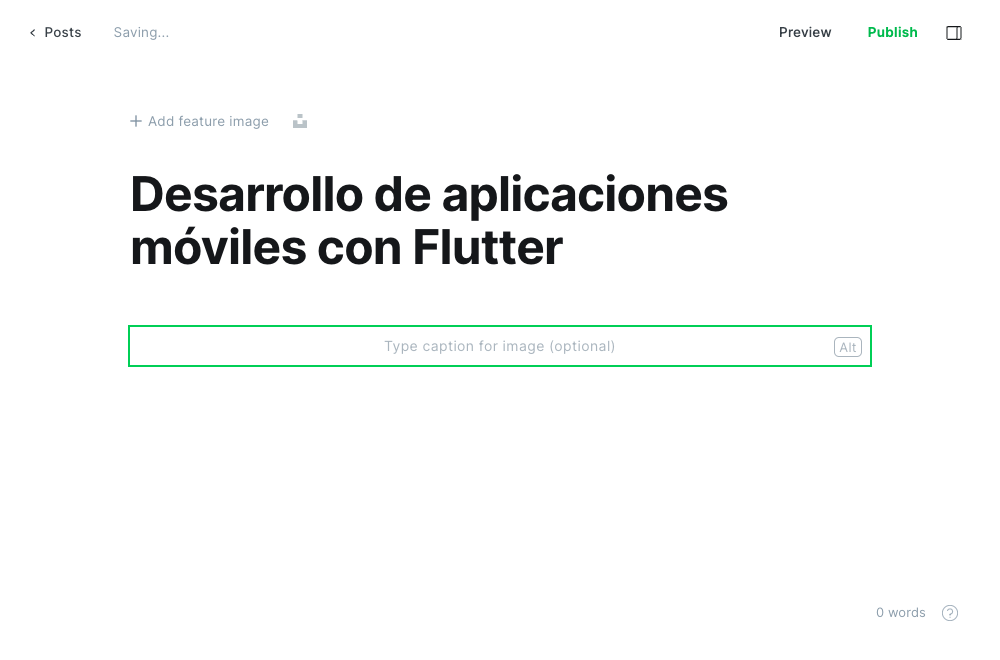 Posts
Saving...
Preview
Publish
Add feature image
Desarrollo de aplicaciones
móviles con Flutter
Type caption for image (optional)
Alt
0 words
?